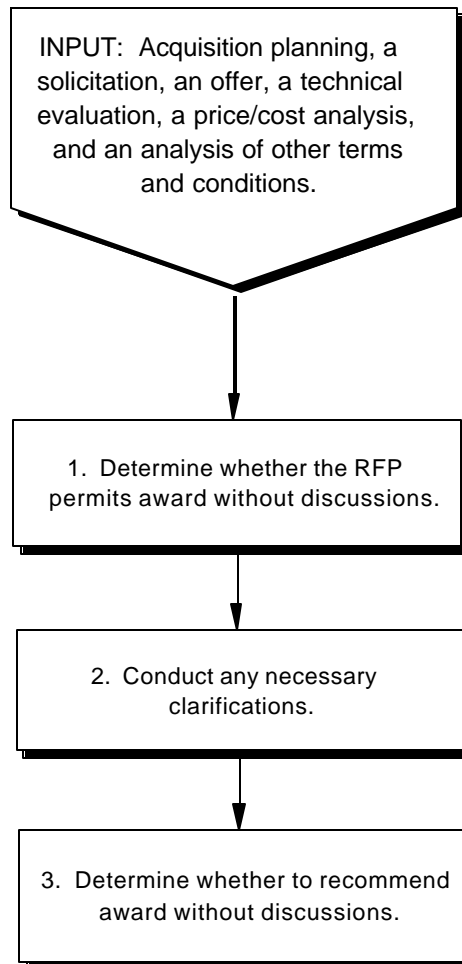 INPUT: Acquisition planning, a
solicitation, an offer, a technical
evaluation, a price/cost analysis,
and an analysis of other terms
and conditions.
1. Determine whether the RFP
permits award without discussions.
2. Conduct any necessary
clarifications.
3. Determine whether to recommend
award without discussions.